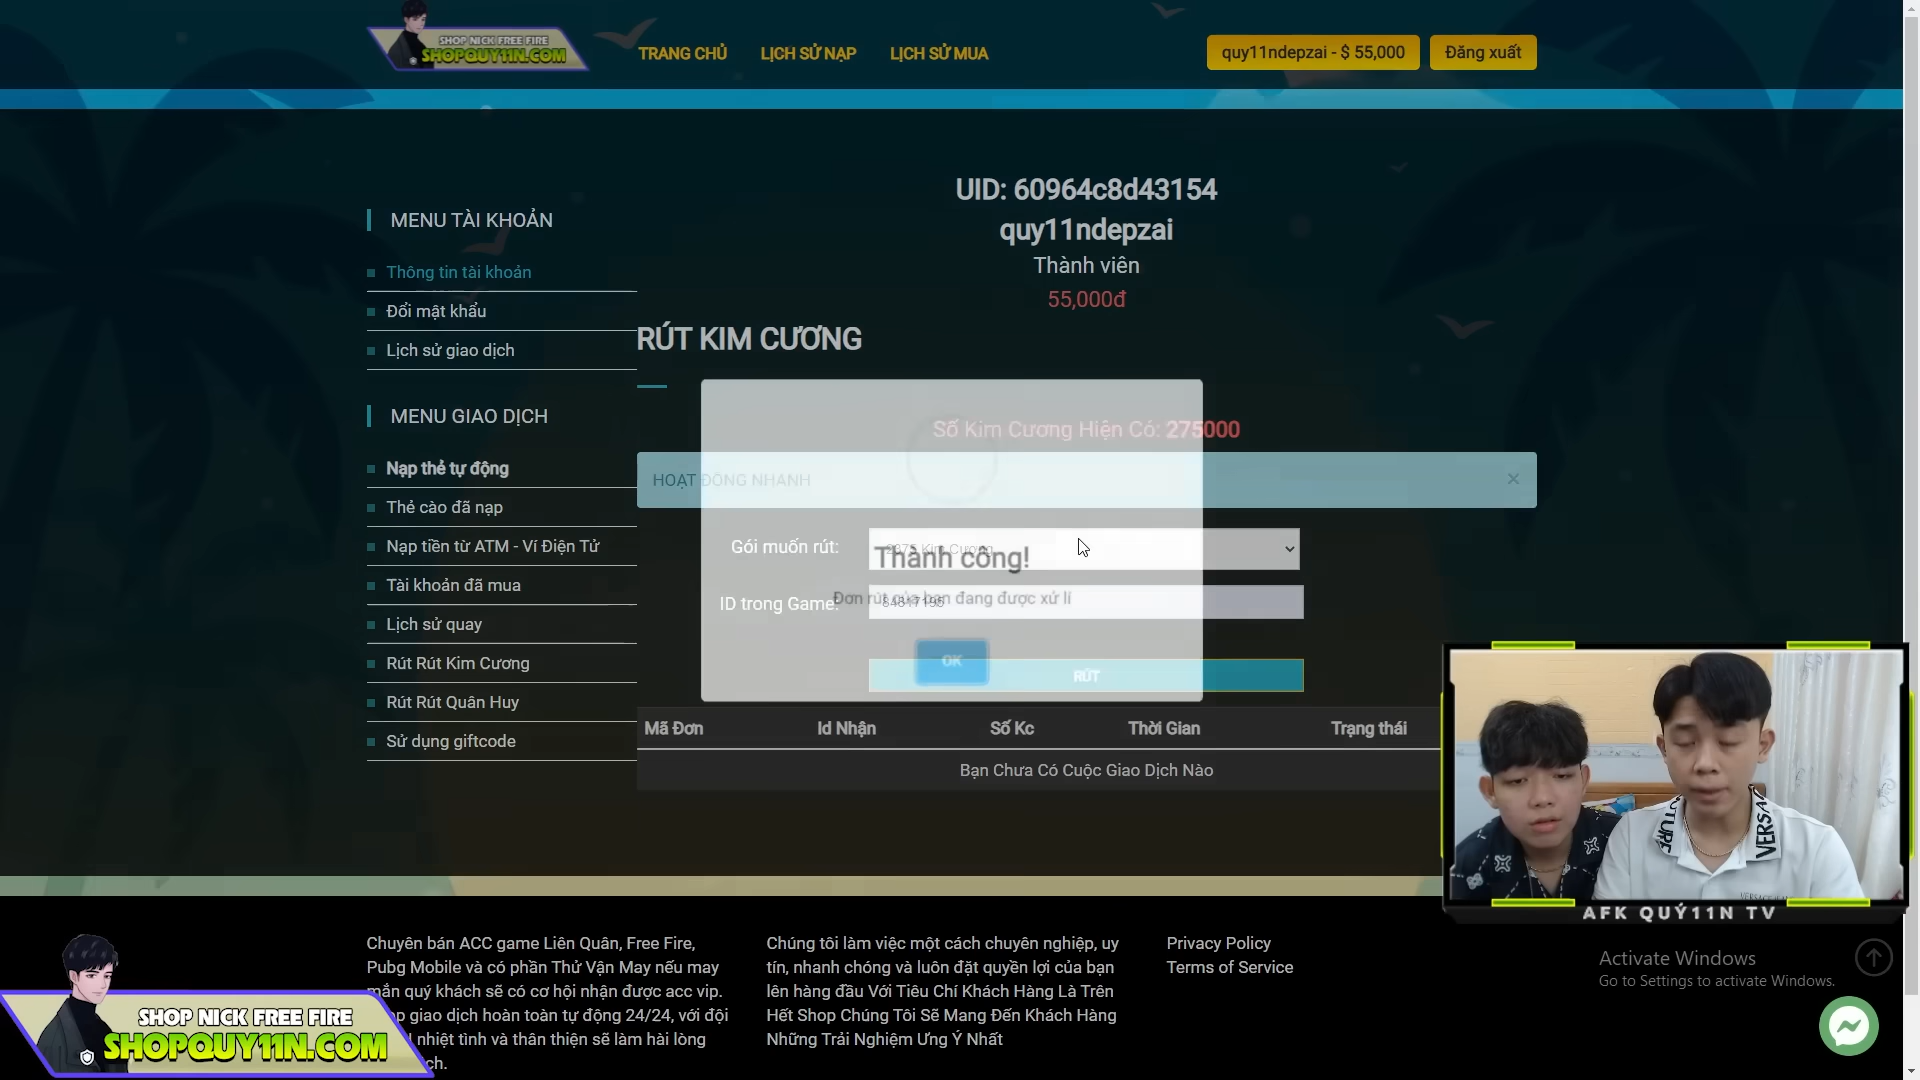 SHOP NICK FREE FIRE
SHOPQUY11N.COM
TRANG CHỦ
LỊCH SỬ NẠP
LỊCH SỬ MUA
quy11ndepzai - $ 55,000
Đăng xuất
UID: 60964c8d43154
quy11ndepzai
Thành viên
55,000đ
MENU TÀI KHOẢN
Thông tin tài khoản
Đổi mật khẩu
Lịch sử giao dịch
MENU GIAO DỊCH
Nạp thẻ tự động
Thẻ cào đã nạp
Nạp tiền từ ATM - Ví Điện Tử
Tài khoản đã mua
Lịch sử quay
Rút Rút Kim Cương
Rút Rút Quân Huy
Sử dụng giftcode
RÚT KIM CƯƠNG
Số Kim Cương Hiện Có: 275000
HOẠT ĐỘNG NHANH
×
Gói muốn rút:
Kim Cương
Thành công!
ID trong Game:
Đơn rút của bạn đang được xử lí
OK
RÚT
Mã Đơn
Id Nhận
Số Kc
Thời Gian
Trạng thái
Bạn Chưa Có Cuộc Giao Dịch Nào
VERSAC
AFK QUÝ11N TV
Chuyên bán ACC game Liên Quân, Free Fire,
Pubg Mobile và có phần Thử Vận May nếu may
mắn quý khách sẽ có cơ hội nhận được acc vip.
giao dịch hoàn toàn tự động 24/24, với đội
nhiệt tình và thân thiện sẽ làm hài lòng
Chúng tôi làm việc một cách chuyên nghiệp, uy
tín, nhanh chóng và luôn đặt quyền lợi của bạn
lên hàng đầu Với Tiêu Chí Khách Hàng Là Trên
Hết Shop Chúng Tôi Sẽ Mang Đến Khách Hàng
Những Trải Nghiệm Ưng Ý Nhất
Privacy Policy
Terms of Service
Activate Windows
Go to Settings to activate Windows.
SHOP NICK FREE FIRE
SHOPQUY11N.COM